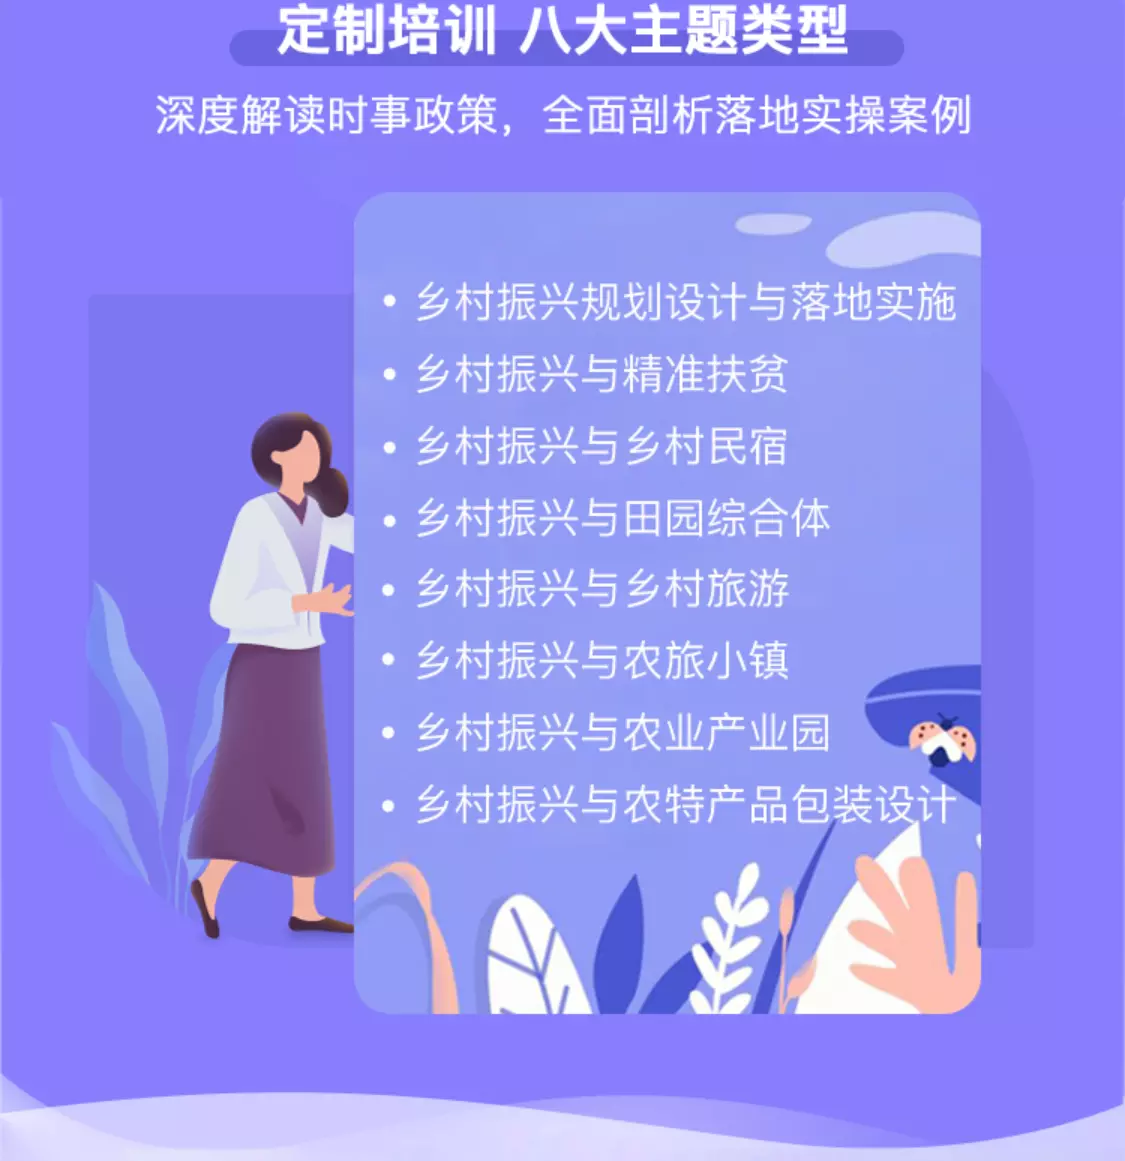 定制培训 八大主题类型
深度解读时事政策，全面剖析落地实操案例
• 乡村振兴规划设计与落地实施
• 乡村振兴与精准扶贫
• 乡村振兴与乡村民宿
• 乡村振兴与田园综合体
• 乡村振兴与乡村旅游
• 乡村振兴与农旅小镇
• 乡村振兴与农业产业园
• 乡村振兴与农特产品包装设计